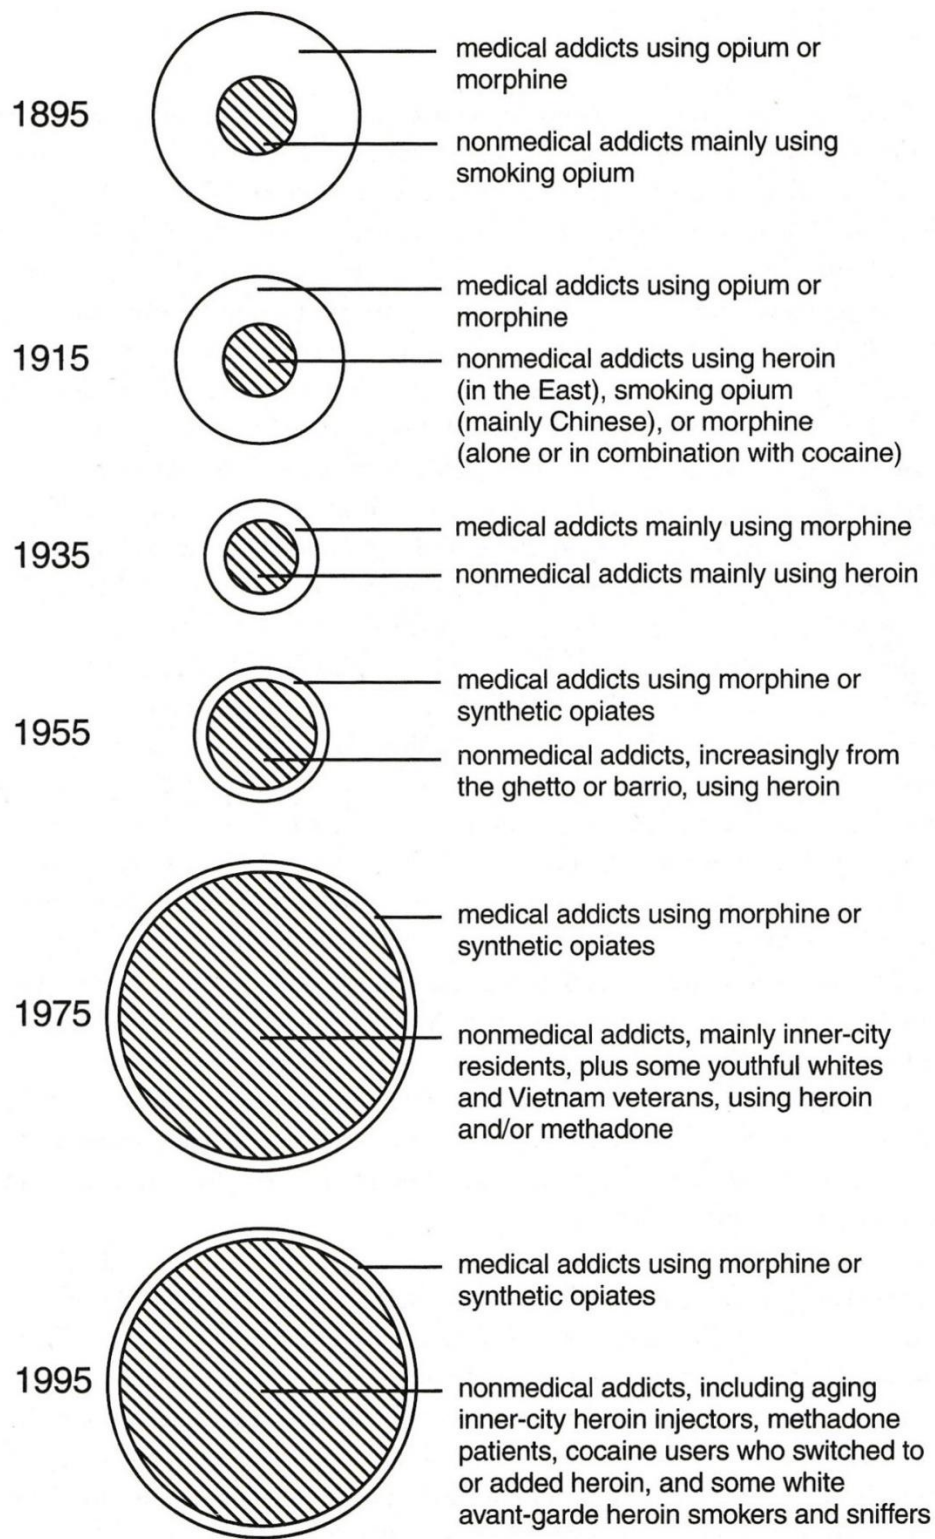 1895
medical addicts using opium or
morphine
nonmedical addicts mainly using
smoking opium
1915
medical addicts using opium or
morphine
nonmedical addicts using heroin
(in the East), smoking opium
(mainly Chinese), or morphine
(alone or in combination with cocaine)
1935
medical addicts mainly using morphine
nonmedical addicts mainly using heroin
1955
medical addicts using morphine or
synthetic opiates
nonmedical addicts, increasingly from
the ghetto or barrio, using heroin
1975
medical addicts using morphine or
synthetic opiates
nonmedical addicts, mainly inner-city
residents, plus some youthful whites
and Vietnam veterans, using heroin
and/or methadone
1995
medical addicts using morphine or
synthetic opiates
nonmedical addicts, including aging
inner-city heroin injectors, methadone
patients, cocaine users who switched to
or added heroin, and some white
avant-garde heroin smokers and sniffers